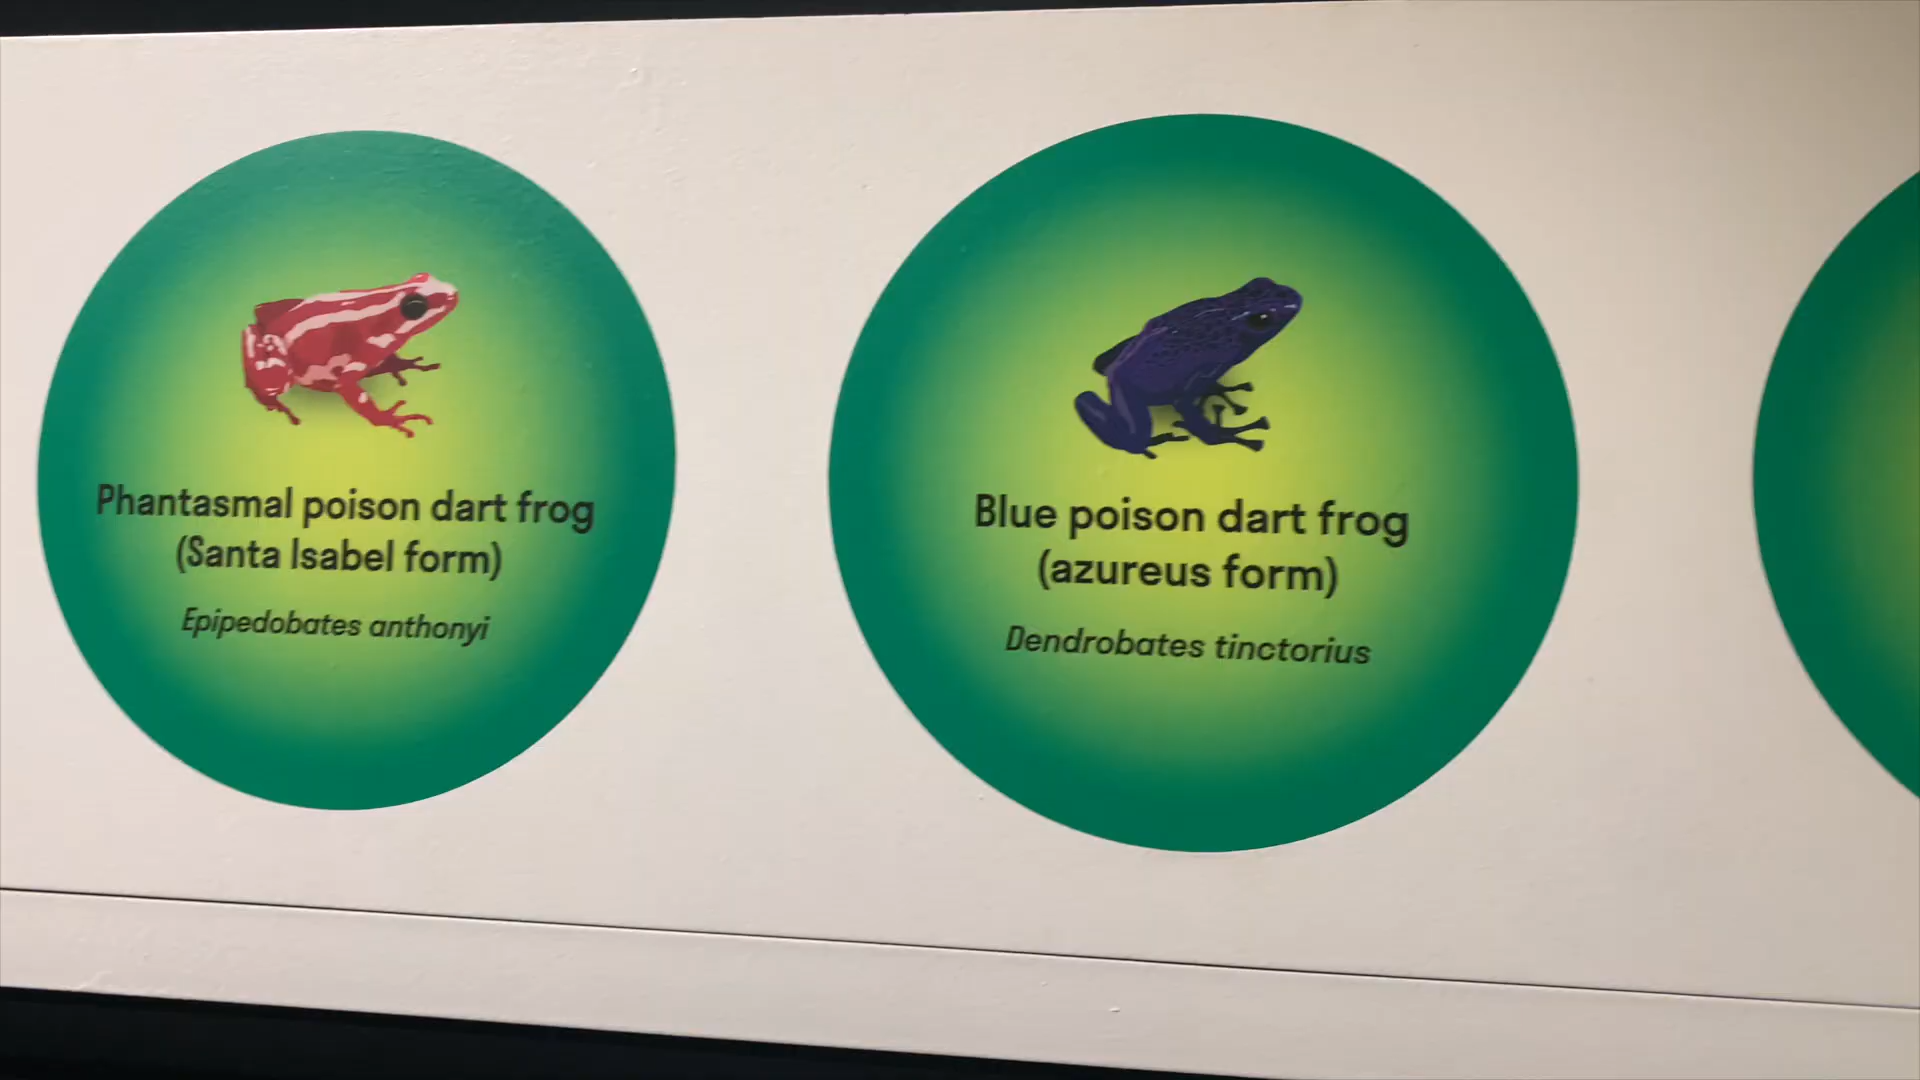 Phantasmal poison dart frog
(Santa Isabel form)
Epipedobates anthonyi
Blue poison dart frog
(azureus form)
Dendrobates tinctorius